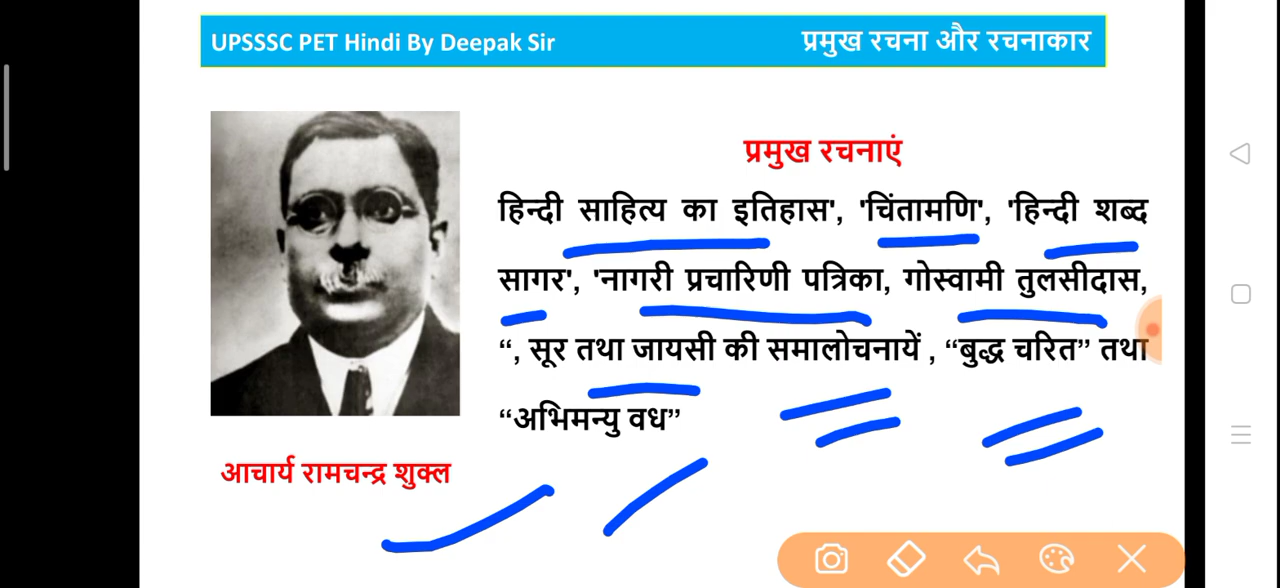 UPSSSC PET Hindi By Deepak Sir
प्रमुख रचना और रचनाकार
प्रमुख रचनाएं
हिन्दी साहित्य का इतिहास', 'चिंतामणि', 'हिन्दी शब्द
सागर', 'नागरी प्रचारिणी पत्रिका, गोस्वामी तुलसीदास,
“, सूर तथा जायसी की समालोचनायें , “बुद्ध चरित” तथा
“अभिमन्यु वध”
आचार्य रामचन्द्र शुक्ल